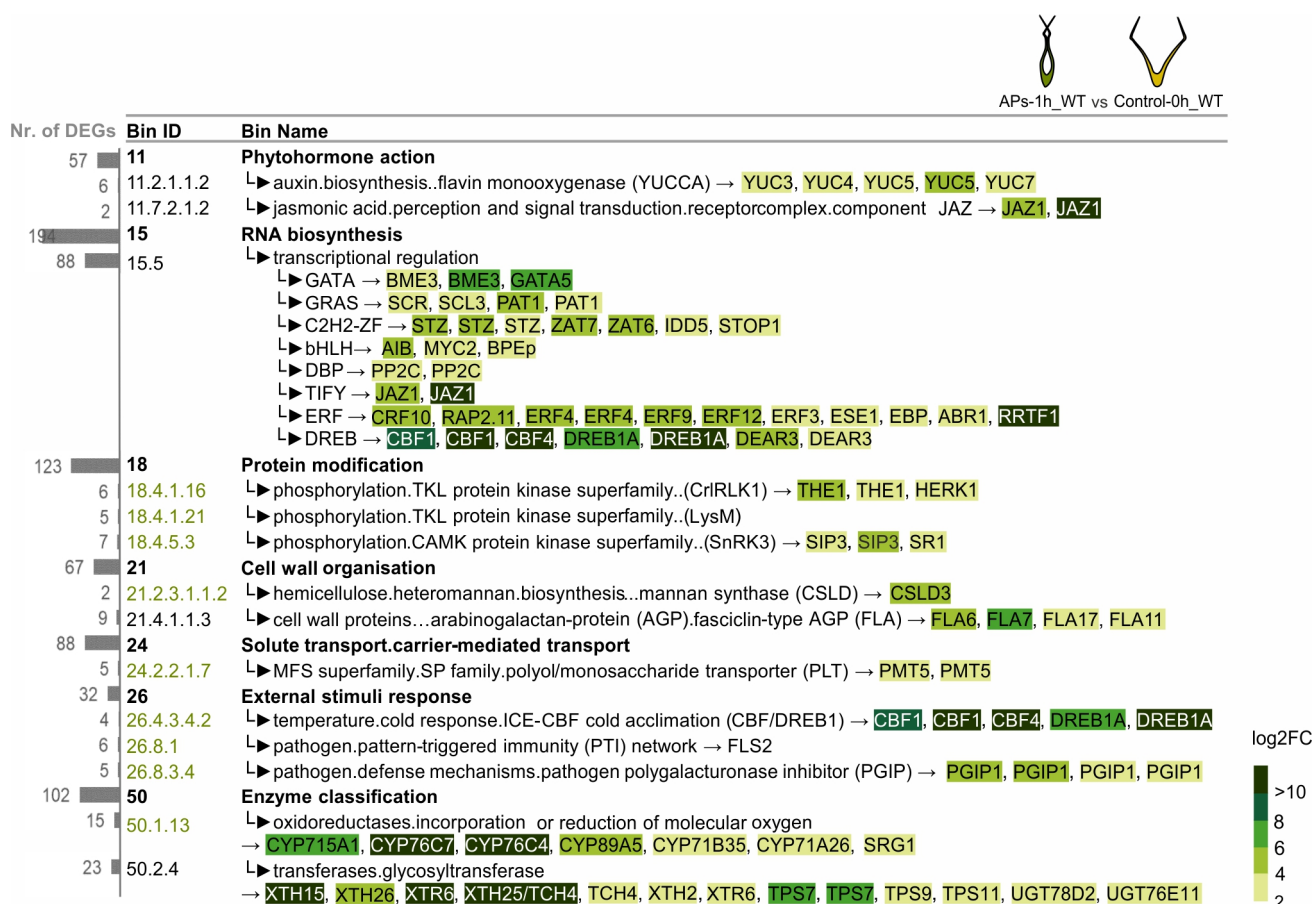 APs-1h_WT vs Control-0h_WT
Nr. of DEGs Bin ID Bin Name
57 11 Phytohormone action
6 11.2.1.1.2 auxin.biosynthesis..flavin monooxygenase (YUCCA) → YUC3, YUC4, YUC5, YUC5, YUC7
2 11.7.2.1.2 jasmonic acid.perception and signal transduction.receptorcomplex.component JAZ → JAZ1, JAZ1
194 15 RNA biosynthesis
88 15.5 transcriptional regulation
GATA → BME3, BME3, GATA5
GRAS → SCR, SCL3, PAT1, PAT1
C2H2-ZF → STZ, STZ, STZ, ZAT7, ZAT6, IDD5, STOP1
bHLH → AIB, MYC2, BPEp
DBP → PP2C, PP2C
TIFY → JAZ1, JAZ1
ERF → CRF10, RAP2.11, ERF4, ERF4, ERF9, ERF12, ERF3, ESE1, EBP, ABR1, RRTF1
DREB → CBF1, CBF1, CBF4, DREB1A, DREB1A, DEAR3, DEAR3
123 18 Protein modification
6 18.4.1.16 phosphorylation.TKL protein kinase superfamily..(CrlRLK1) → THE1, THE1, HERK1
5 18.4.1.21 phosphorylation.TKL protein kinase superfamily..(LysM)
7 18.4.5.3 phosphorylation.CAMK protein kinase superfamily..(SnRK3) → SIP3, SIP3, SR1
67 21 Cell wall organisation
2 21.2.3.1.1.2 hemicellulose.heteromannan.biosynthesis...mannan synthase (CSLD) → CSLD3
9 21.4.1.1.3 cell wall proteins...arabinogalactan-protein (AGP).fasciclin-type AGP (FLA) → FLA6, FLA7, FLA17, FLA11
88 24 Solute transport.carrier-mediated transport
5 24.2.2.1.7 MFS superfamily.SP family.polyol/monosaccharide transporter (PLT) → PMT5, PMT5
32 26 External stimuli response
4 26.4.3.4.2 temperature.cold response.ICE-CBF cold acclimation (CBF/DREB1) → CBF1, CBF1, CBF4, DREB1A, DREB1A
6 26.8.1 pathogen.pattern-triggered immunity (PTI) network → FLS2
5 26.8.3.4 pathogen.defense mechanisms.pathogen polygalacturonase inhibitor (PGIP) → PGIP1, PGIP1, PGIP1, PGIP1
102 50 Enzyme classification
15 50.1.13 oxidoreductases.incorporation or reduction of molecular oxygen
→ CYP715A1, CYP76C7, CYP76C4, CYP89A5, CYP71B35, CYP71A26, SRG1
23 50.2.4 transferases.glycosyltransferase
→ XTH15, XTH26, XTR6, XTH25/TCH4, TCH4, XTH2, XTR6, TPS7, TPS7, TPS9, TPS11, UGT78D2, UGT76E11
log2FC
>10
8
6
4
2